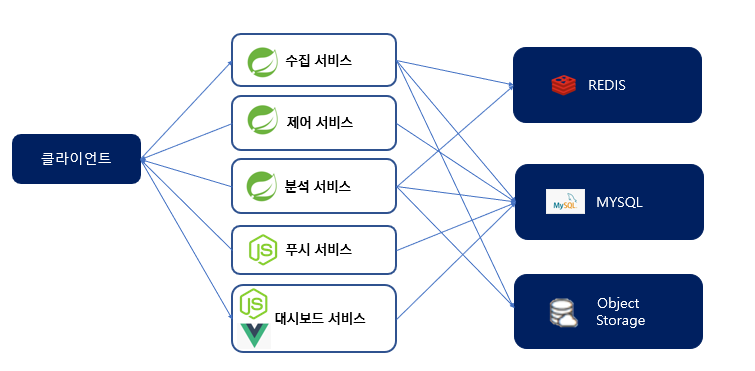 클라이언트
수집 서비스
제어 서비스
분석 서비스
JS
푸시 서비스
JS
대시보드 서비스
REDIS
MySQL
MYSQL
Object
Storage